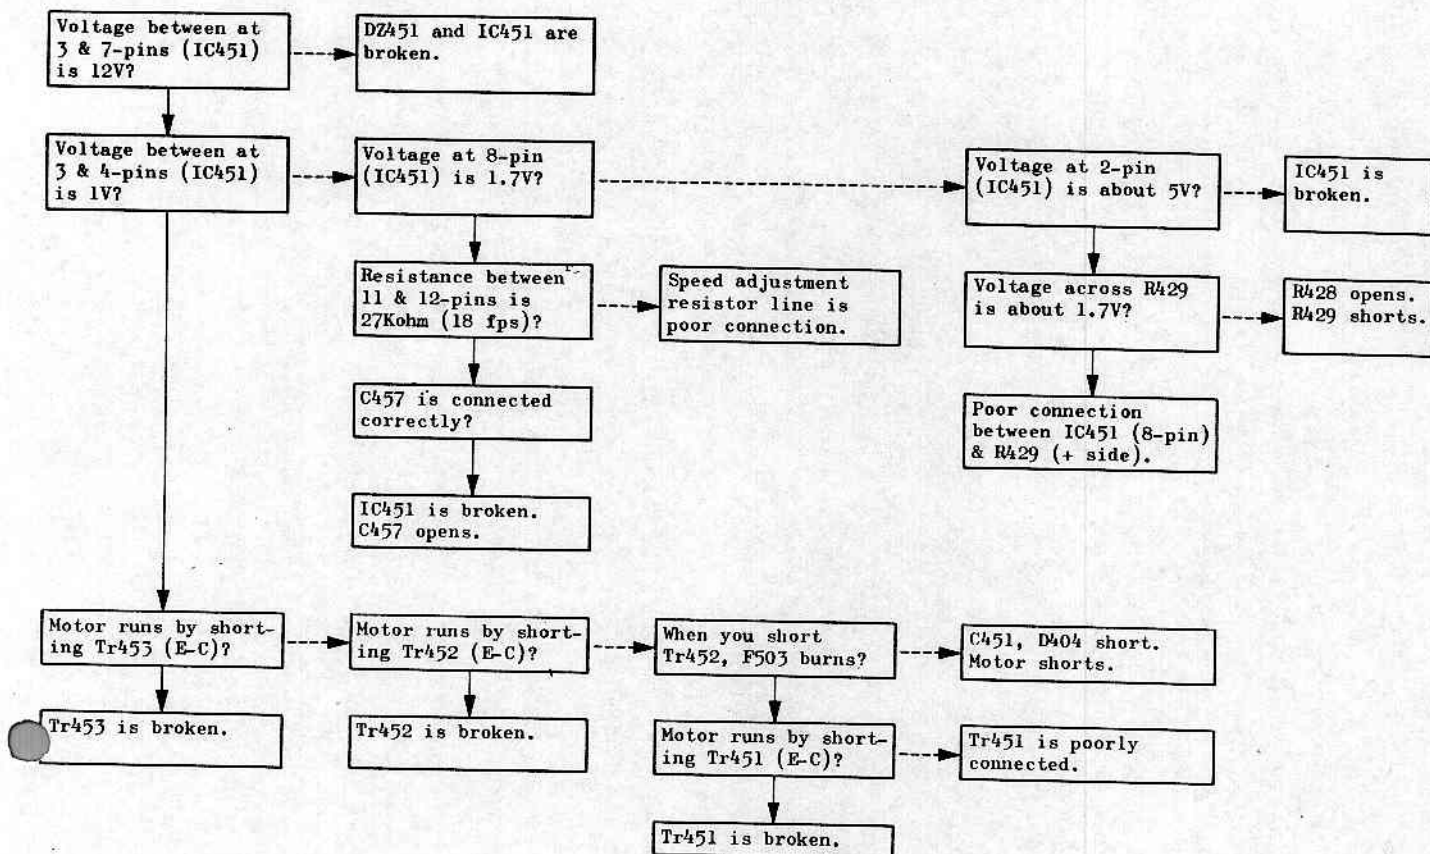 Voltage between at
3 & 7-pins (IC451)
is 12V?
DZ451 and IC451 are
broken.
Voltage between at
3 & 4-pins (IC451)
is 1V?
Voltage at 8-pin
(IC451) is 1.7V?
Voltage at 2-pin
(IC451) is about 5V?
IC451 is
broken.
Resistance between
11 & 12-pins is
27Kohm (18 fps)?
Speed adjustment
resistor line is
poor connection.
Voltage across R429
is about 1.7V?
R428 opens.
R429 shorts.
C457 is connected
correctly?
Poor connection
between IC451 (8-pin)
& R429 (+ side).
IC451 is broken.
C457 opens.
Motor runs by short-
ing Tr453 (E-C)?
Motor runs by short-
ing Tr452 (E-C)?
When you short
Tr452, F503 burns?
C451, D404 short.
Motor shorts.
Tr453 is broken.
Tr452 is broken.
Motor runs by short-
ing Tr451 (E-C)?
Tr451 is poorly
connected.
Tr451 is broken.